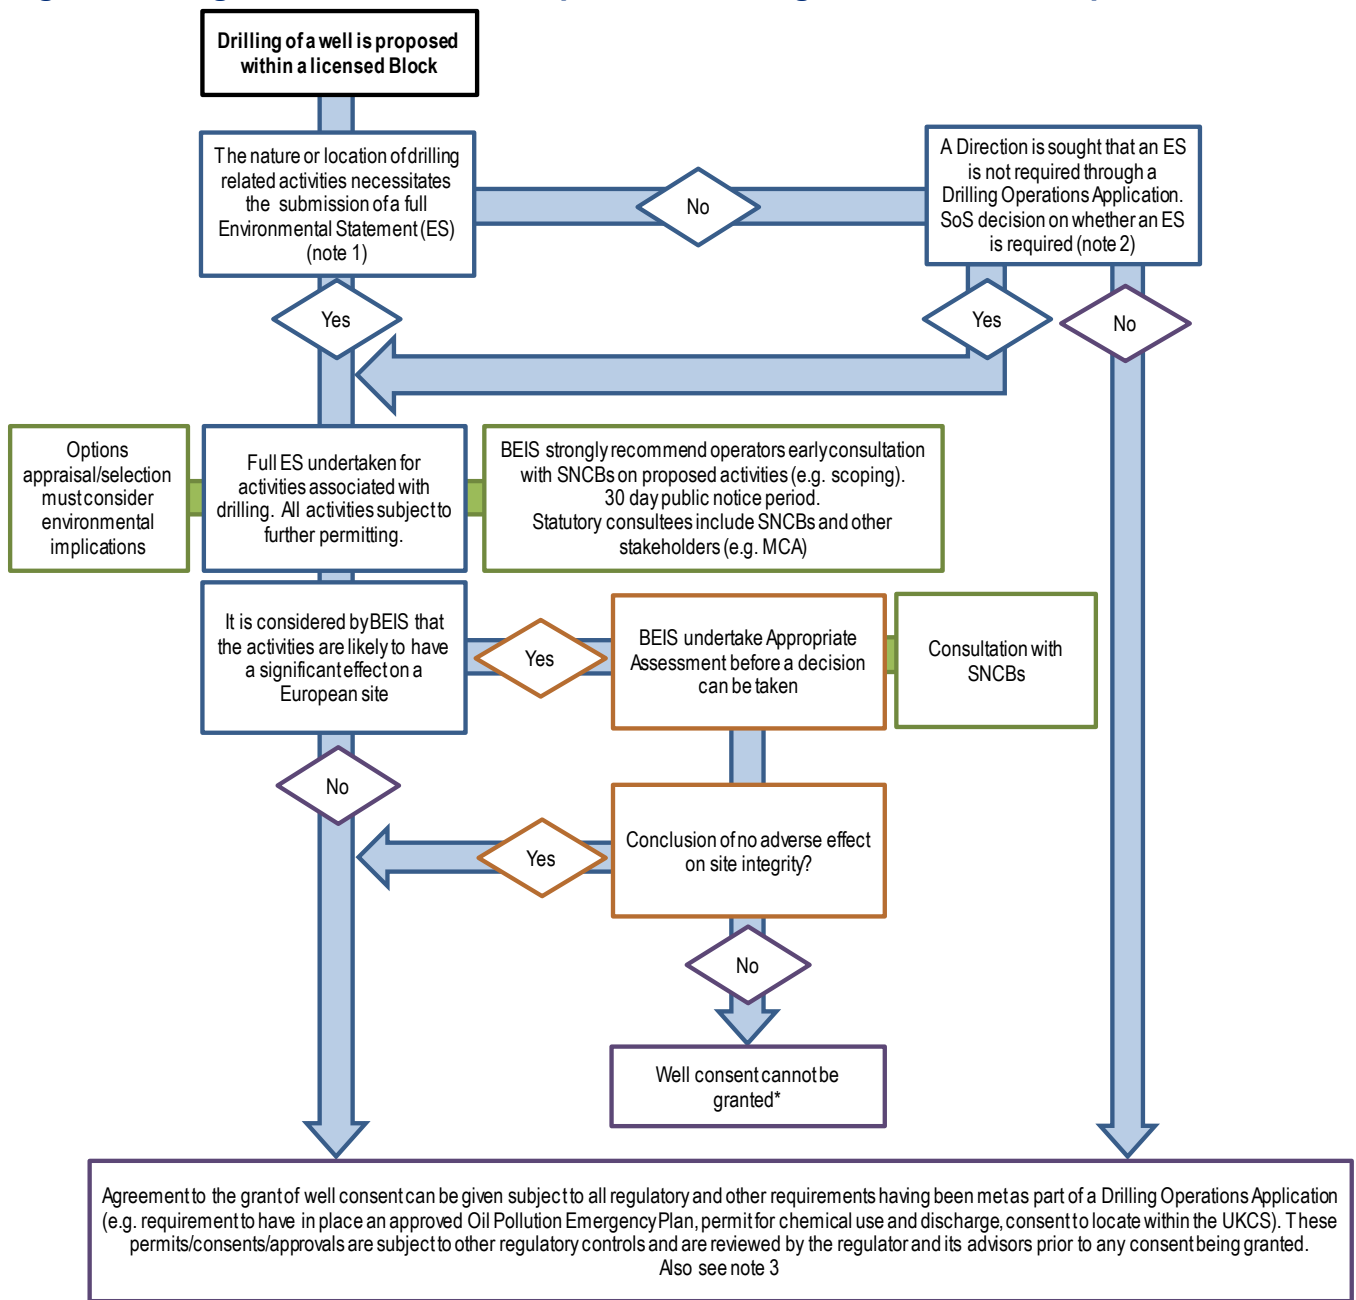 Drilling of a well is proposed
within a licensed Block
The nature or location of drilling
related activities necessitates
the submission of a full
Environmental Statement (ES)
(note 1)
No
A Direction is sought that an ES
is not required through a
Drilling Operations Application.
SoS decision on whether an ES
is required (note 2)
Yes
Yes
No
Options
appraisal/selection
must consider
environmental
implications
Full ES undertaken for
activities associated with
drilling. All activities subject to
further permitting.
BEIS strongly recommend operators early consultation
with SNCBs on proposed activities (e.g. scoping).
30 day public notice period.
Statutory consultees include SNCBs and other
stakeholders (e.g. MCA)
It is considered by BEIS that
the activities are likely to have
a significant effect on a
European site
Yes
BEIS undertake Appropriate
Assessment before a decision
can be taken
Consultation with
SNCBs
No
Yes
Conclusion of no adverse effect
on site integrity?
No
Well consent cannot be
granted*
Agreement to the grant of well consent can be given subject to all regulatory and other requirements having been met as part of a Drilling Operations Application
(e.g. requirement to have in place an approved Oil Pollution Emergency Plan, permit for chemical use and discharge, consent to locate within the UKCS). These
permits/consents/approvals are subject to other regulatory controls and are reviewed by the regulator and its advisors prior to any consent being granted.
Also see note 3